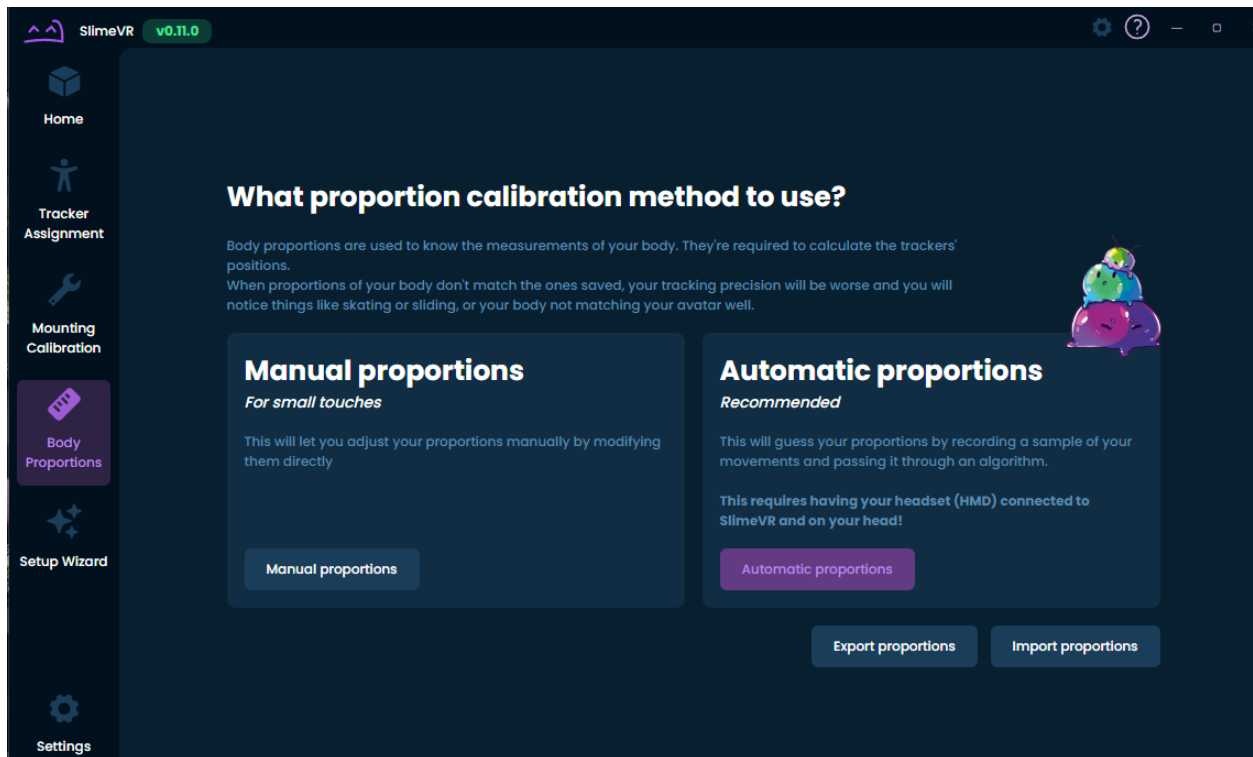 SlimeVR v0.11.0
Home
Tracker
Assignment
Mounting
Calibration
Body
Proportions
Setup Wizard
Settings
What proportion calibration method to use?
Body proportions are used to know the measurements of your body. They're required to calculate the trackers'
positions.
When proportions of your body don't match the ones saved, your tracking precision will be worse and you will
notice things like skating or sliding, or your body not matching your avatar well.
Manual proportions
For small touches
This will let you adjust your proportions manually by modifying
them directly
Manual proportions
Automatic proportions
Recommended
This will guess your proportions by recording a sample of your
movements and passing it through an algorithm.
This requires having your headset (HMD) connected to
SlimeVR and on your head!
Automatic proportions
Export proportions
Import proportions